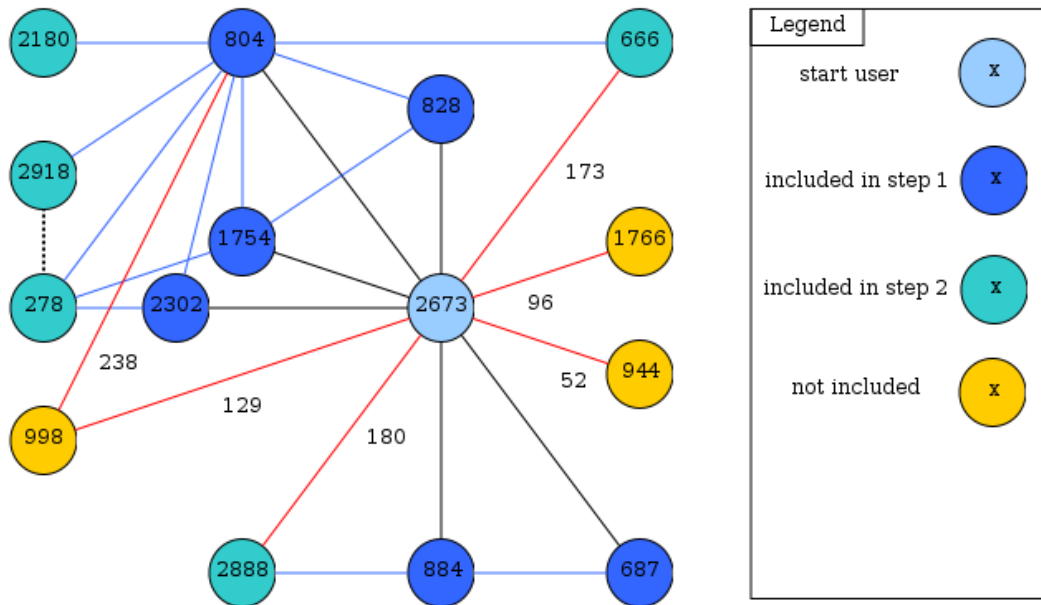 2180
804
666
Legend
start user
x
828
2918
173
included in step 1
x
1754
1766
278
2302
2673
96
included in step 2
x
238
52
944
129
998
180
not included
x
2888
884
687